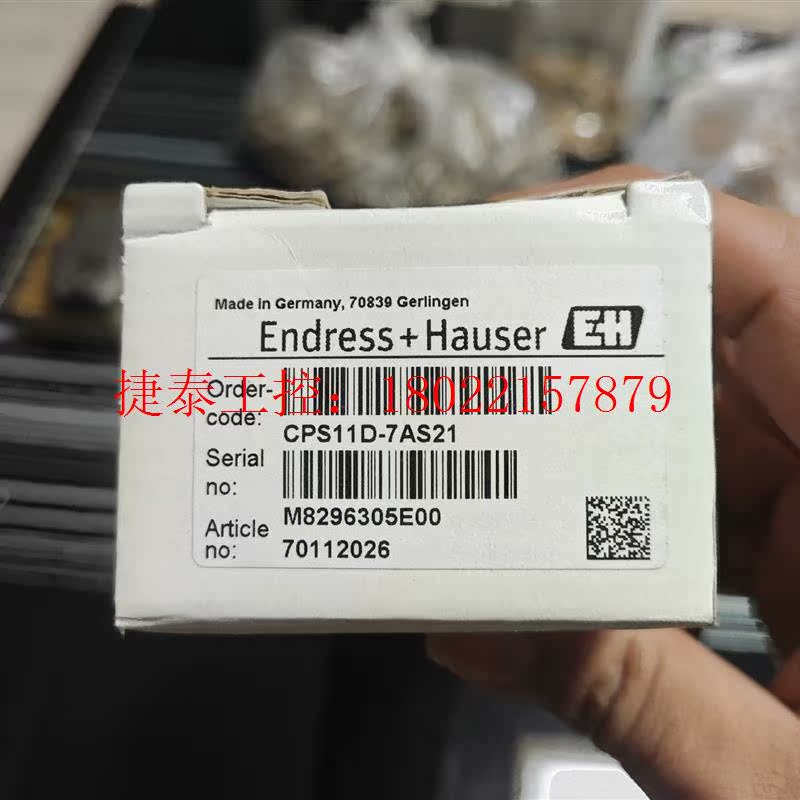 Made in Germany, 70839 Gerlingen
Endress+Hauser EH
捷泰工控：18022157879
Order-code: CPS11D-7AS21
Serial no: M8296305E00
Article no: 70112026